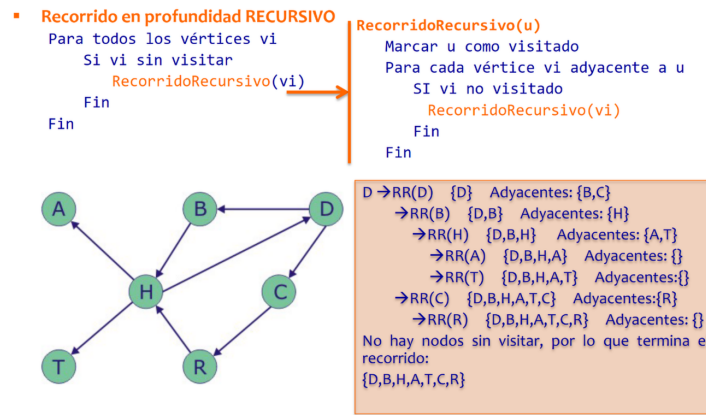 ▪ Recorrido en profundidad RECURSIVO
Para todos los vértices vi
Si vi sin visitar
RecorridoRecursivo(vi)
Fin
Fin
RecorridoRecursivo(u)
Marcar u como visitado
Para cada vértice vi adyacente a u
SI vi no visitado
RecorridoRecursivo(vi)
Fin
Fin
A
B
D
H
C
T
R
D →RR(D) {D} Adyacentes: {B,C}
→RR(B) {D,B} Adyacentes: {H}
→RR(H) {D,B,H} Adyacentes: {A,T}
→RR(A) {D,B,H,A} Adyacentes: {}
→RR(T) {D,B,H,A,T} Adyacentes:{}
→RR(C) {D,B,H,A,T,C} Adyacentes:{R}
→RR(R) {D,B,H,A,T,C,R} Adyacentes: {}
No hay nodos sin visitar, por lo que termina e
recorrido:
{D,B,H,A,T,C,R}